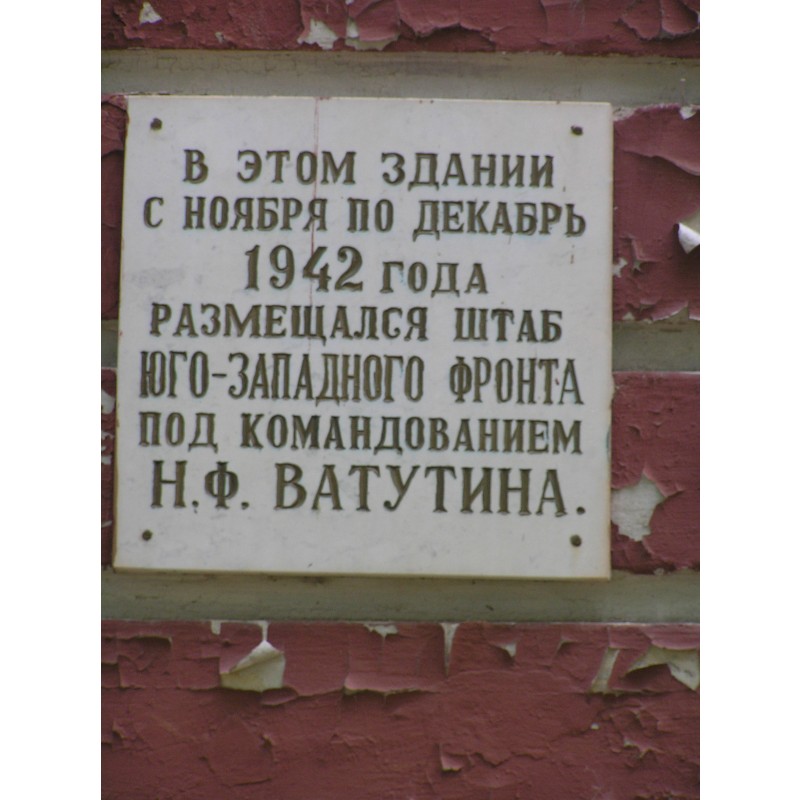 В ЭТОМ ЗДАНИИ
С НОЯБРЯ ПО ДЕКАБРЬ
1942 ГОДА
РАЗМЕЩАЛСЯ ШТАБ
ЮГО-ЗАПАДНОГО ФРОНТА
ПОД КОМАНДОВАНИЕМ
Н.Ф. ВАТУТИНА.